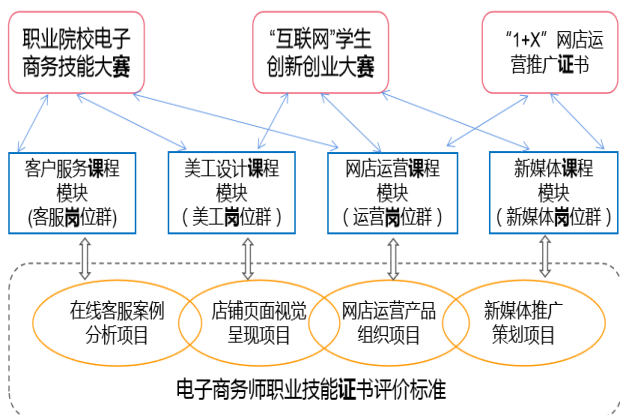 职业院校电子
商务技能大赛
“互联网”学生
创新创业大赛
“1+X”网店运
营推广证书
客户服务课程
模块
(客服岗位群)
美工设计课程
模块
（美工岗位群）
网店运营课程
模块
（运营岗位群）
新媒体课程
模块
（新媒体岗位群）
在线客服案例
分析项目
店铺页面视觉
呈现项目
网店运营产品
组织项目
新媒体推广
策划项目
电子商务师职业技能证书评价标准